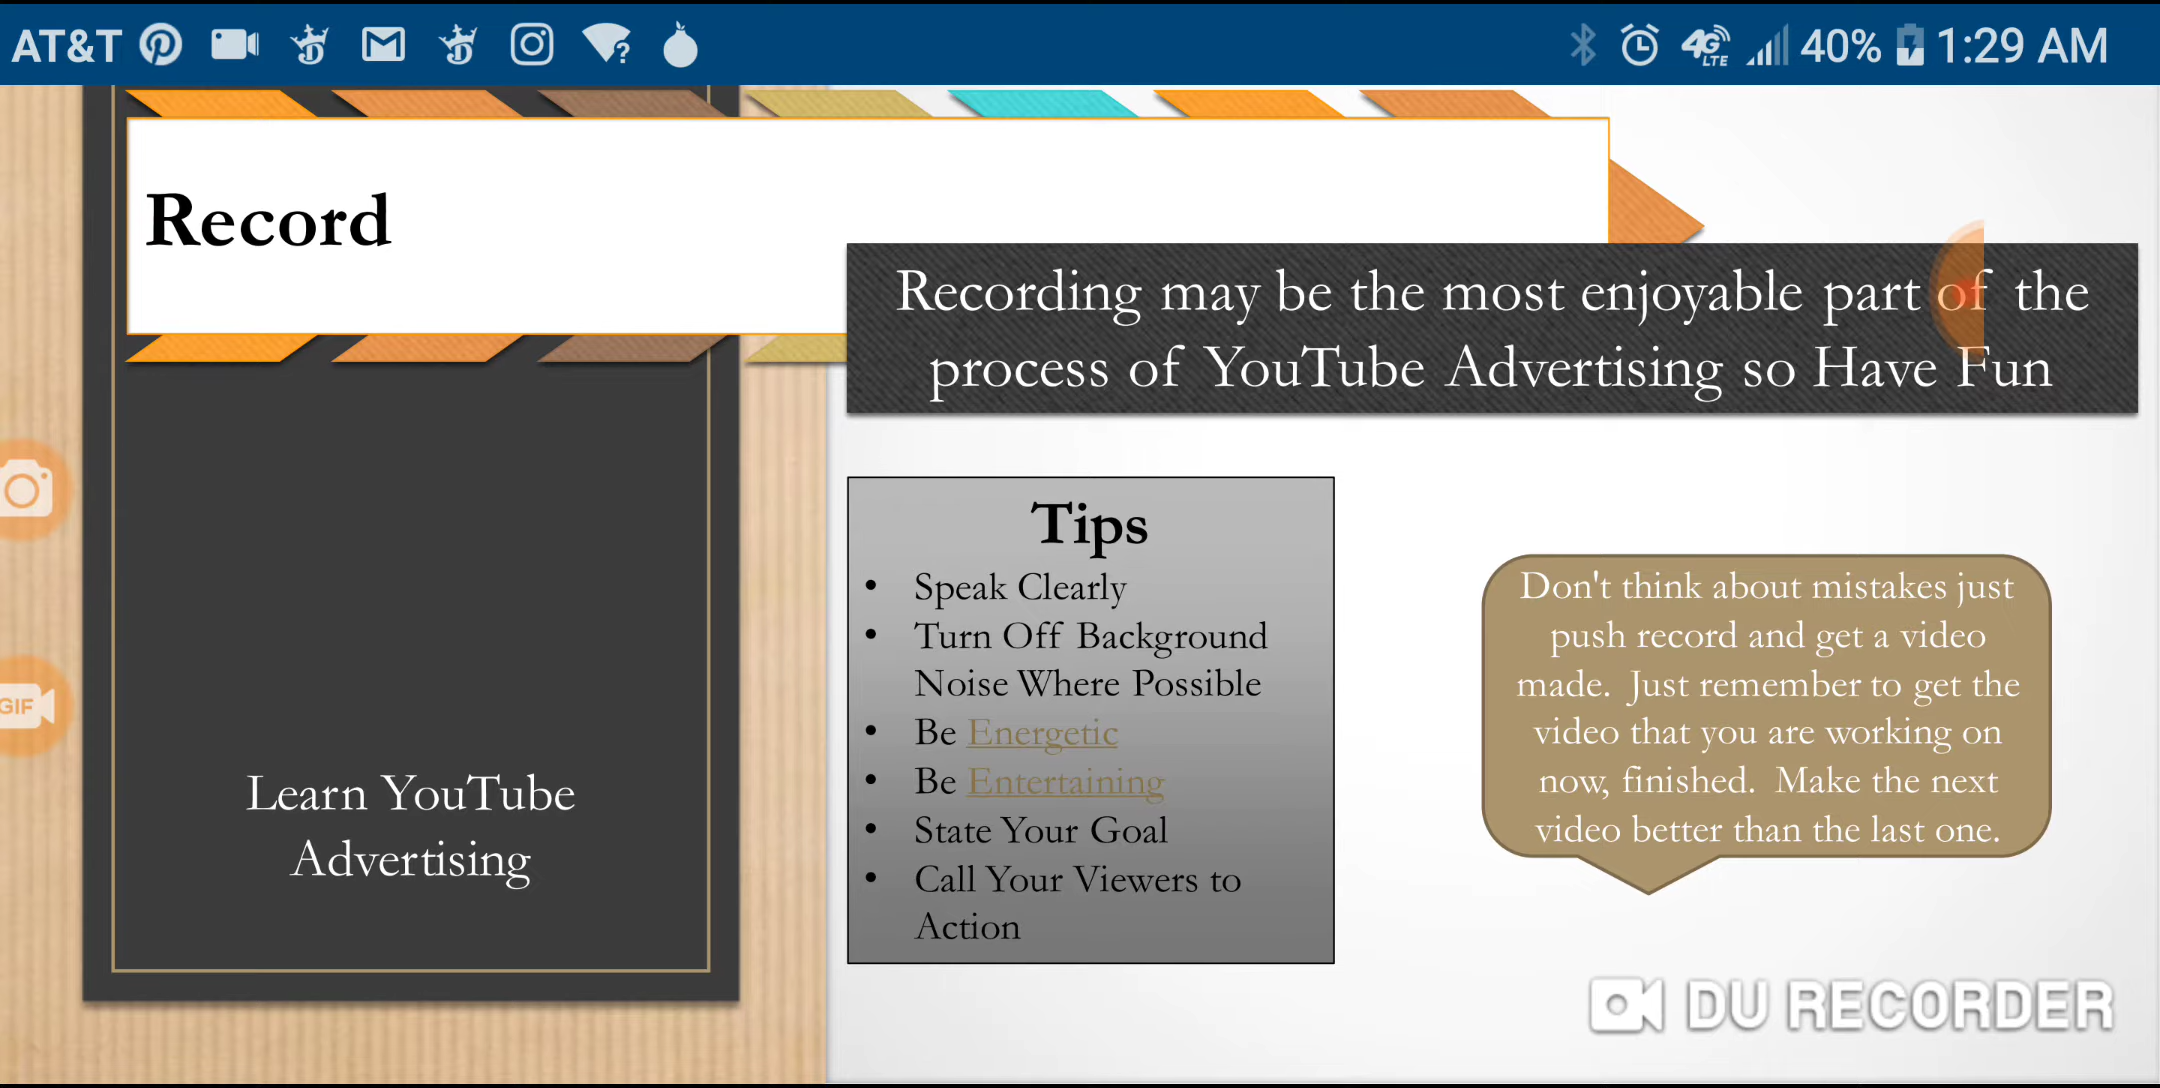 AT&T
4G LTE 40% 1:29 AM
Record
Recording may be the most enjoyable part of the
process of YouTube Advertising so Have Fun
Tips
• Speak Clearly
• Turn Off Background
Noise Where Possible
• Be Energetic
• Be Entertaining
• State Your Goal
• Call Your Viewers to
Action
Don't think about mistakes just
push record and get a video
made. Just remember to get the
video that you are working on
now, finished. Make the next
video better than the last one.
GIF
Learn YouTube
Advertising
DU RECORDER